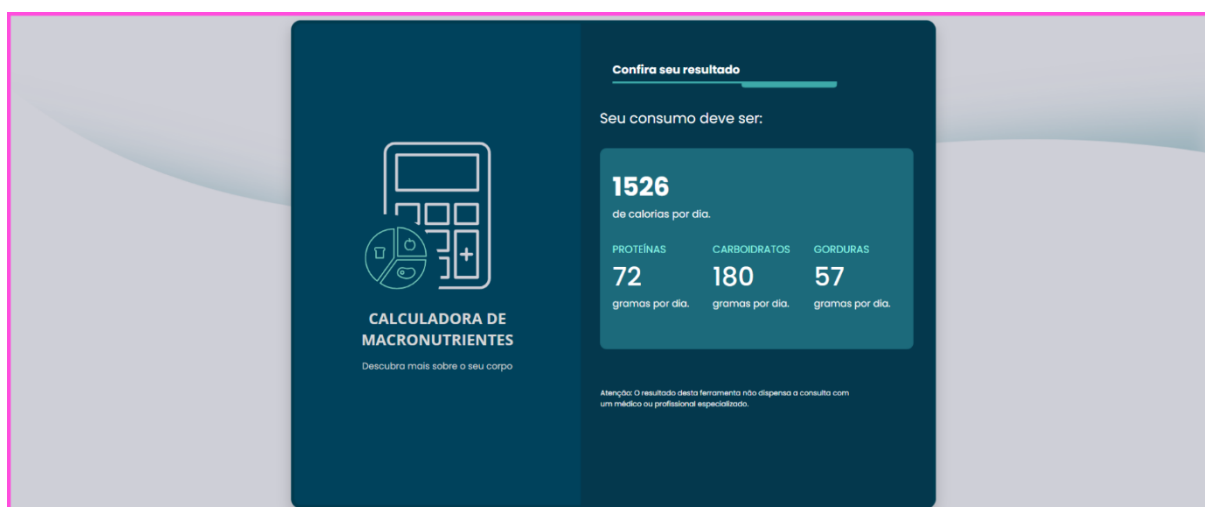 CALCULADORA DE
MACRONUTRIENTES
Descubra mais sobre o seu corpo
Confira seu resultado
Seu consumo deve ser:
1526
de calorias por dia.
PROTEÍNAS CARBOIDRATOS GORDURAS
72 180 57
gramas por dia. gramas por dia. gramas por dia.
Atenção: O resultado desta ferramenta não dispensa a consulta com
um médico ou profissional especializado.